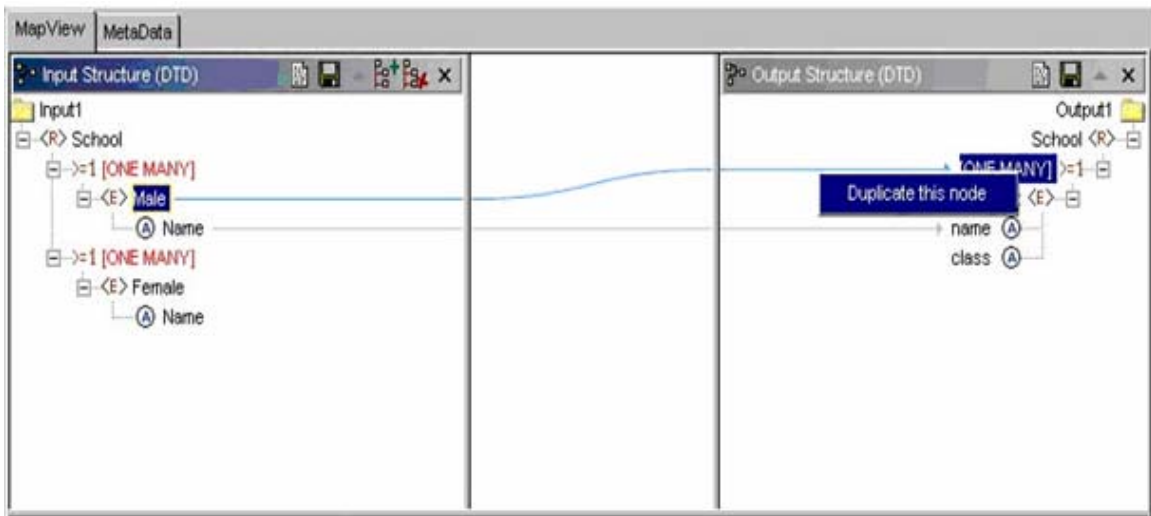 MapView MetaData
Input Structure (DTD)
Output Structure (DTD)
Input1
<R> School
>=1 [ONE MANY]
<E> Male
A Name
>=1 [ONE MANY]
<E> Female
A Name
Output1
School <R>
[ONE MANY] >=1
Duplicate this node
<E>
name A
class A